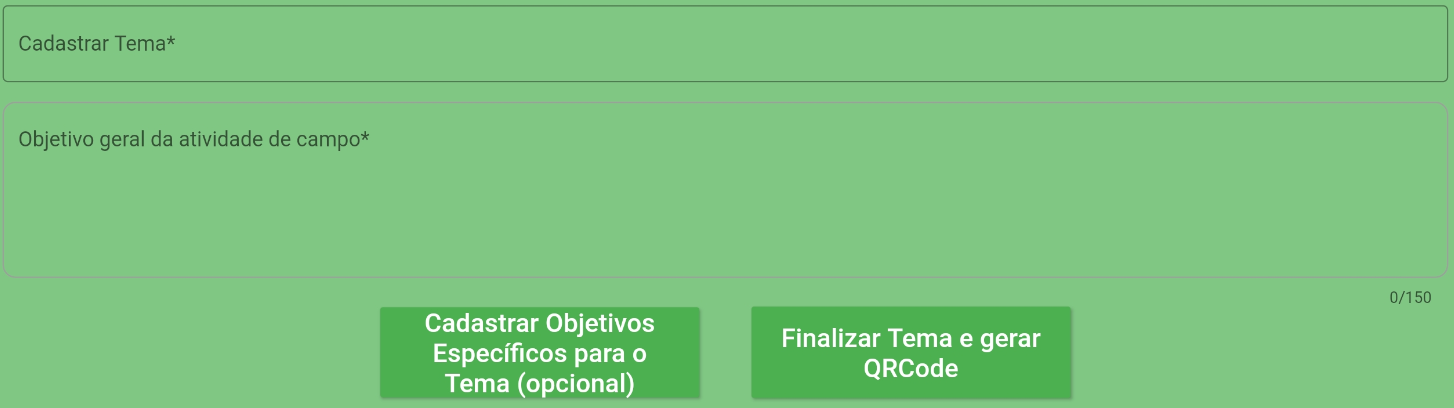 Cadastrar Tema*
Objetivo geral da atividade de campo*
0/150
Cadastrar Objetivos
Específicos para o
Tema (opcional)
Finalizar Tema e gerar
QRCode